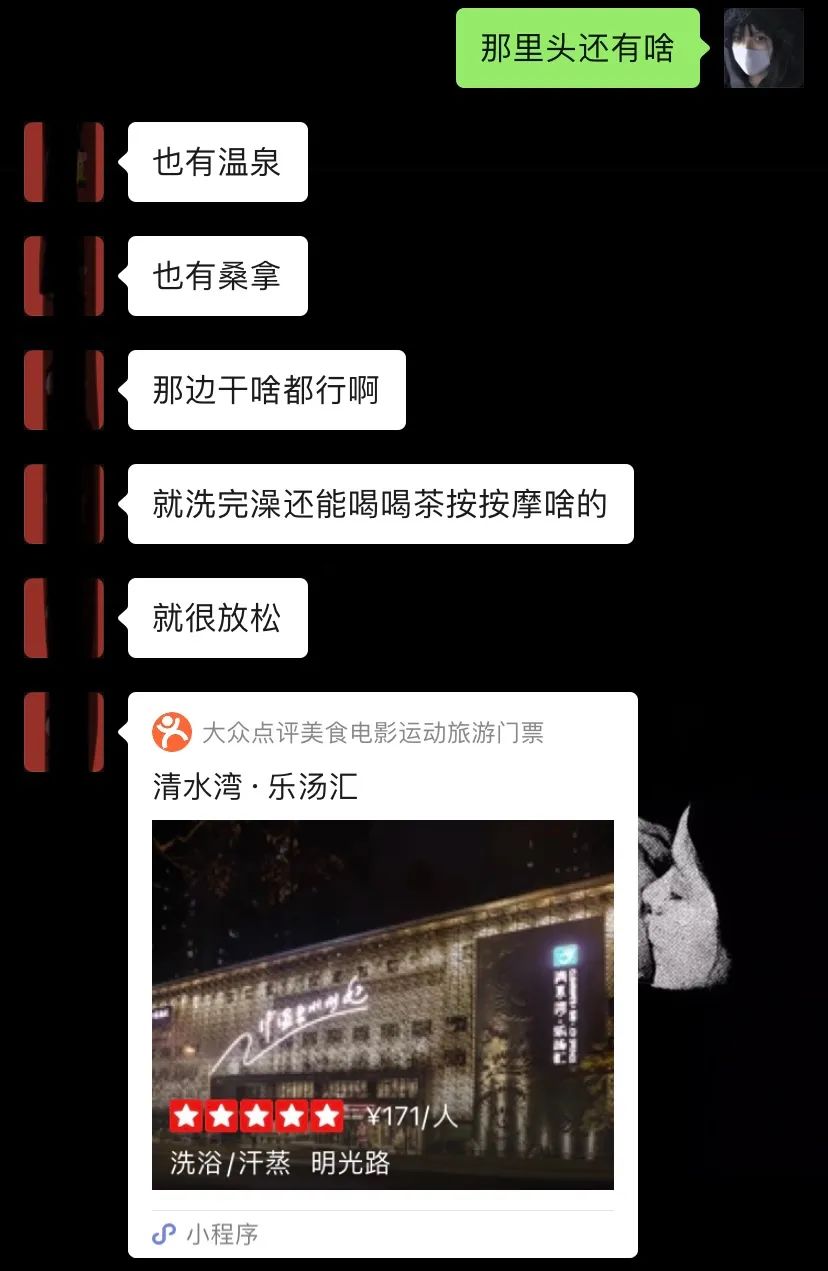 那里头还有啥
也有温泉
也有桑拿
那边干啥都行啊
就洗完澡还能喝喝茶按按摩啥的
就很放松
大众点评美食电影运动旅游门票
清水湾·乐汤汇
¥171/人
洗浴/汗蒸 明光路
小程序